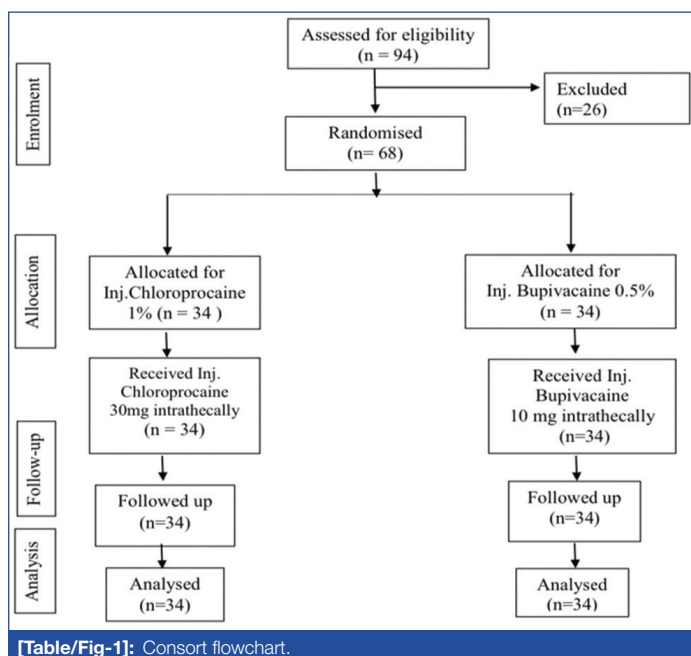 Assessed for eligibility
(n = 94)
Enrolment
Excluded
(n=26)
Randomised
(n= 68)
Allocation
Allocated for
Inj.Chloroprocaine
1% (n = 34 )
Allocated for
Inj. Bupivacaine 0.5%
(n = 34)
Received Inj.
Chloroprocaine
30mg intrathecally
(n = 34)
Received Inj.
Bupivacaine
10 mg intrathecally
(n=34)
Follow-up
Followed up
(n=34)
Followed up
(n=34)
Analysis
Analysed
(n=34)
Analysed
(n=34)
[Table/Fig-1]: Consort flowchart.